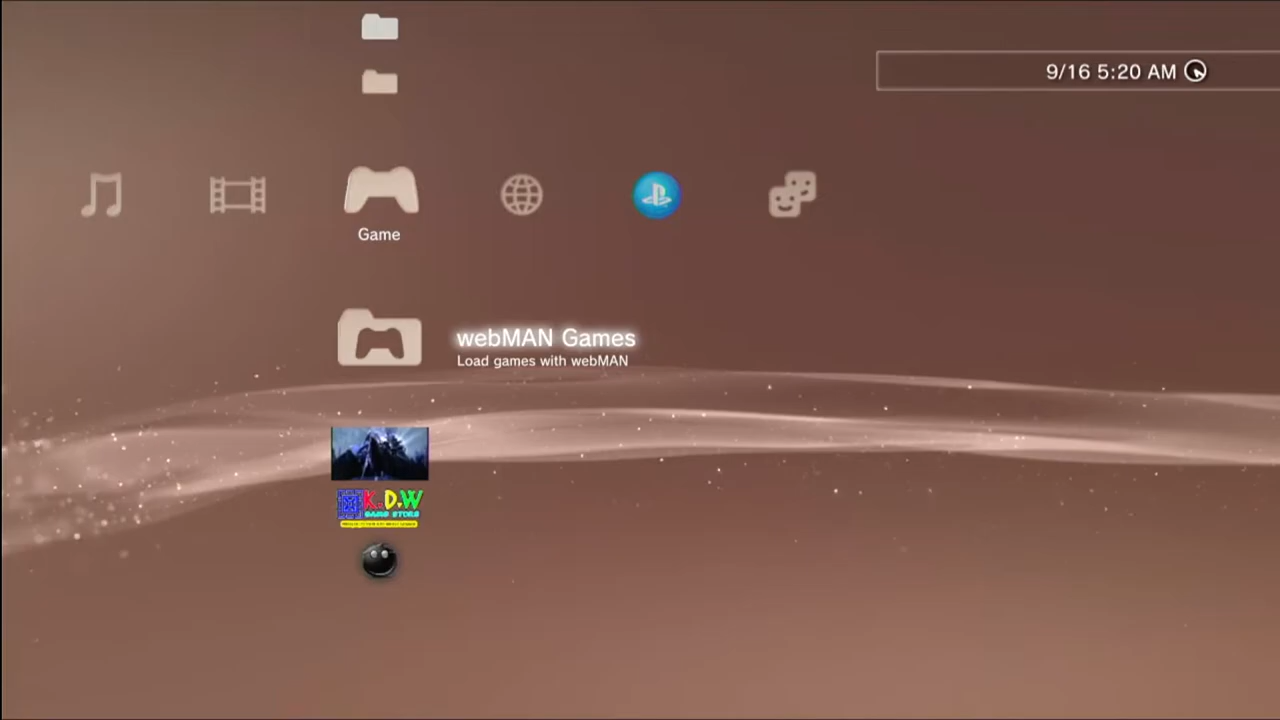 9/16 5:20 AM
Game
webMAN Games
Load games with webMAN
K.D.W
GAME STORE